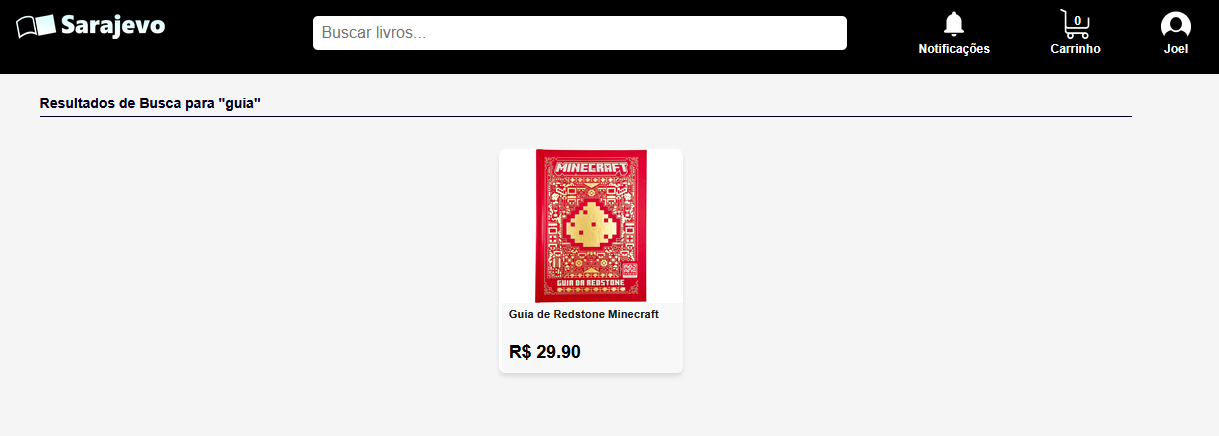 Sarajevo
Buscar livros...
Notificações
0
Carrinho
Joel
Resultados de Busca para "guia"
MINECRAFT
GUIA DA REDSTONE
Guia de Redstone Minecraft
R$ 29.90